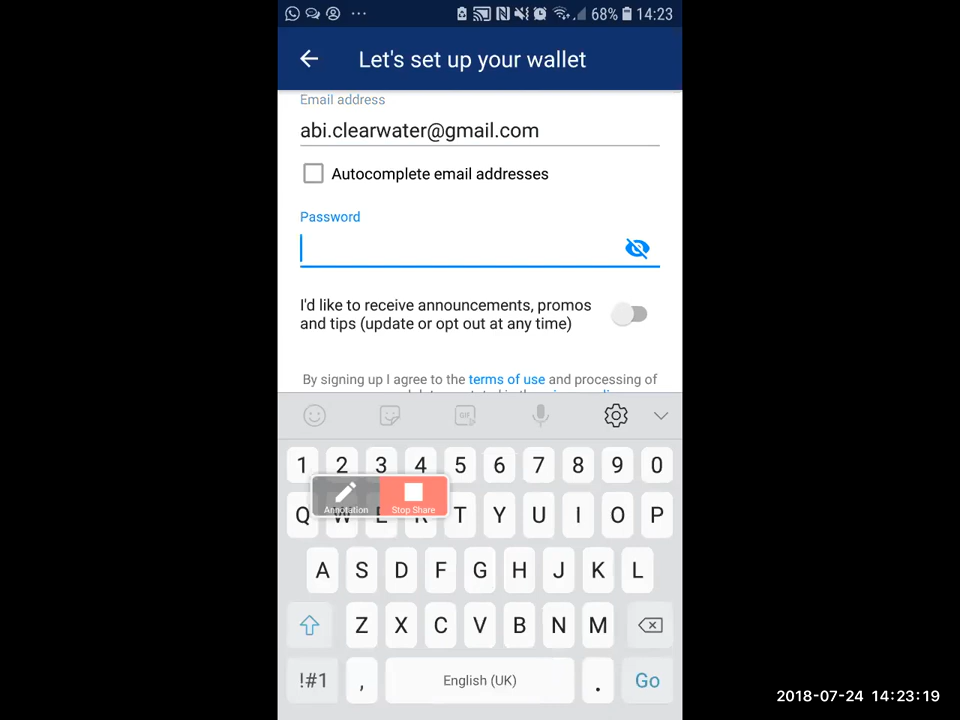 68% 14:23
Let's set up your wallet
Email address
abi.clearwater@gmail.com
Autocomplete email addresses
Password
I'd like to receive announcements, promos
and tips (update or opt out at any time)
By signing up I agree to the terms of use and processing of
GIF
1 2 3 4 5 6 7 8 9 0
Annotation Stop Share
Q W E R T Y U I O P
A S D F G H J K L
Z X C V B N M
!#1 , English (UK) . Go
2018-07-24 14:23:19